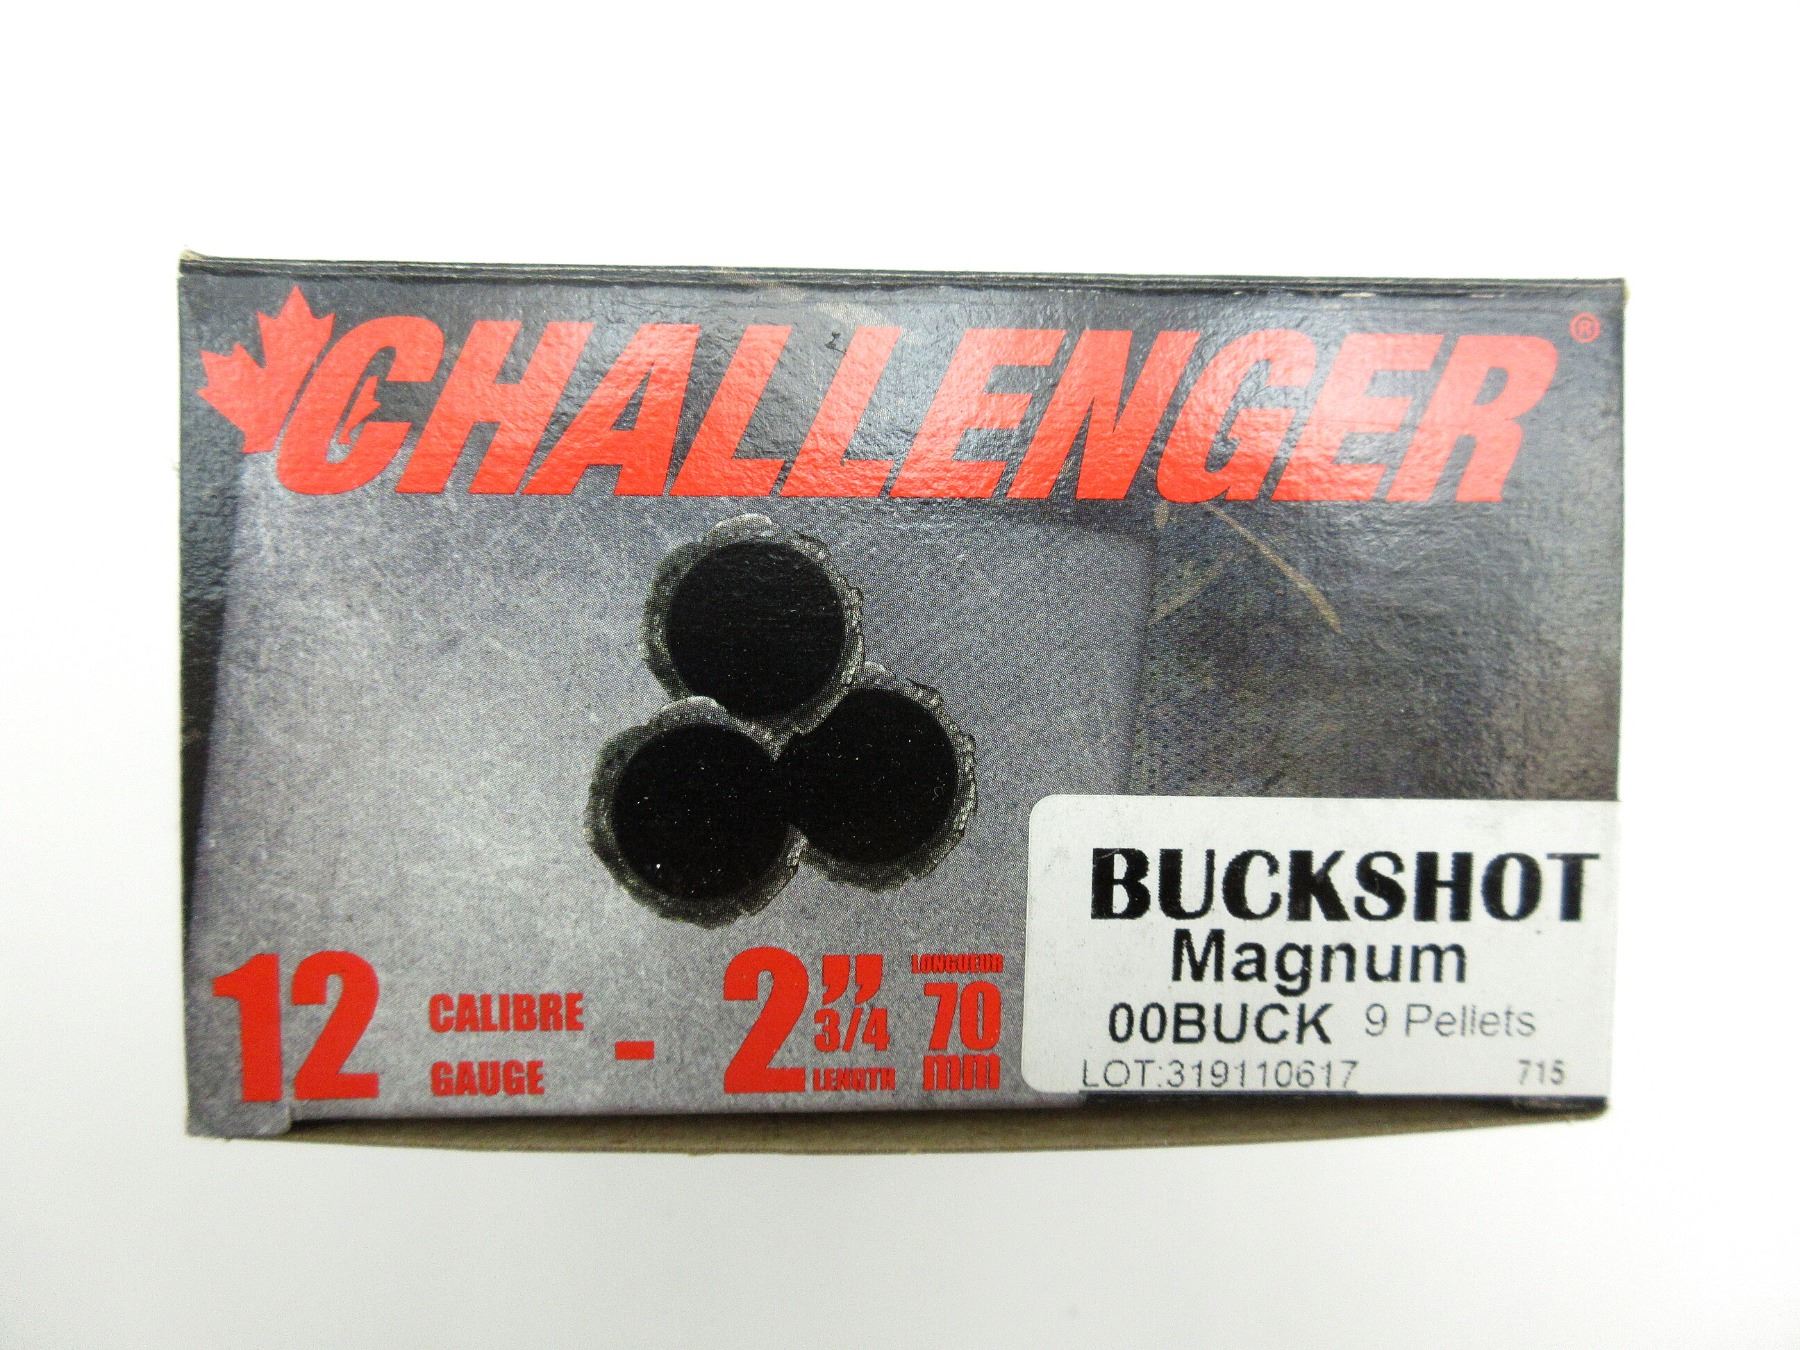 CHALLENGER ®
12 CALIBRE GAUGE - 2" 3/4 LENGTH LONGUEUR 70 mm
BUCKSHOT
Magnum
00BUCK 9 Pellets
LOT:319110617 715